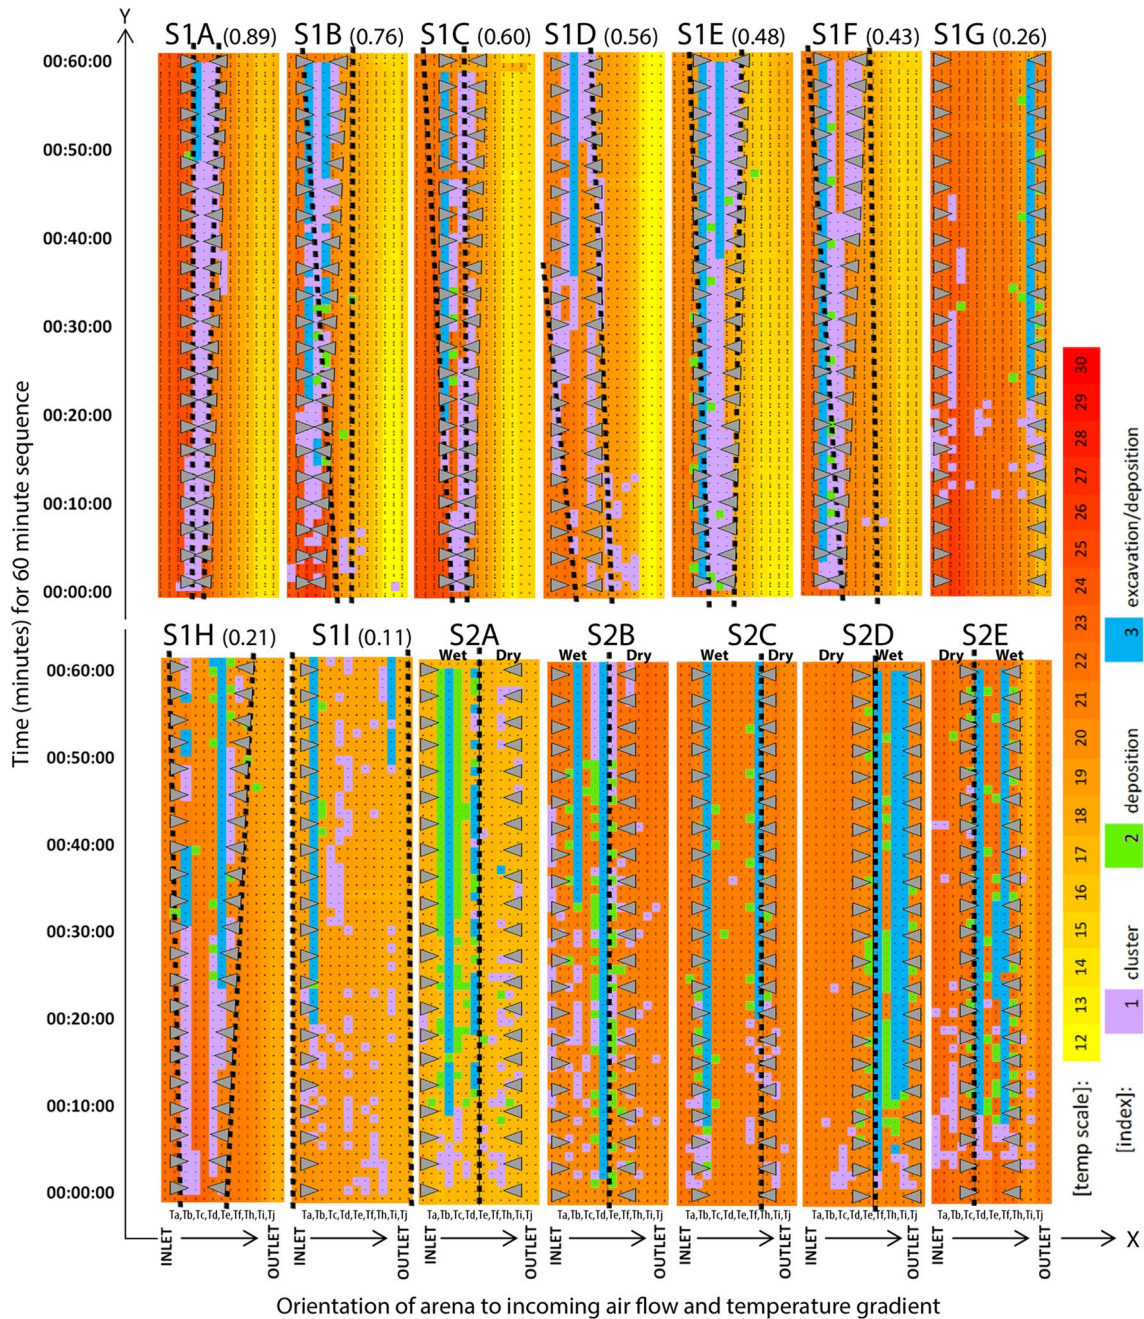 Y
S1A (0.89) S1B (0.76) S1C (0.60) S1D (0.56) S1E (0.48) S1F (0.43) S1G (0.26)
00:60:00
00:50:00
00:40:00
00:30:00
00:20:00
00:10:00
00:00:00
Time (minutes) for 60 minute sequence
S1H (0.21) S1I (0.11) S2A S2B S2C S2D S2E
Wet Dry Wet Dry Wet Dry Dry Wet Dry Wet
00:60:00
00:50:00
00:40:00
00:30:00
00:20:00
00:10:00
00:00:00
Ta,Tb,Tc,Td,Te,Tf,Th,Ti,Tj Ta,Tb,Tc,Td,Te,Tf,Th,Ti,Tj Ta,Tb,Tc,Td,Te,Tf,Th,Ti,Tj Ta,Tb,Tc,Td,Te,Tf,Th,Ti,Tj Ta,Tb,Tc,Td,Te,Tf,Th,Ti,Tj Ta,Tb,Tc,Td,Te,Tf,Th,Ti,Tj Ta,Tb,Tc,Td,Te,Tf,Th,Ti,Tj
INLET OUTLET INLET OUTLET INLET OUTLET INLET OUTLET INLET OUTLET INLET OUTLET INLET OUTLET
X
Orientation of arena to incoming air flow and temperature gradient
[temp scale]: 12 13 14 15 16 17 18 19 20 21 22 23 24 25 26 27 28 29 30
[index]: 1 cluster 2 deposition 3 excavation/deposition